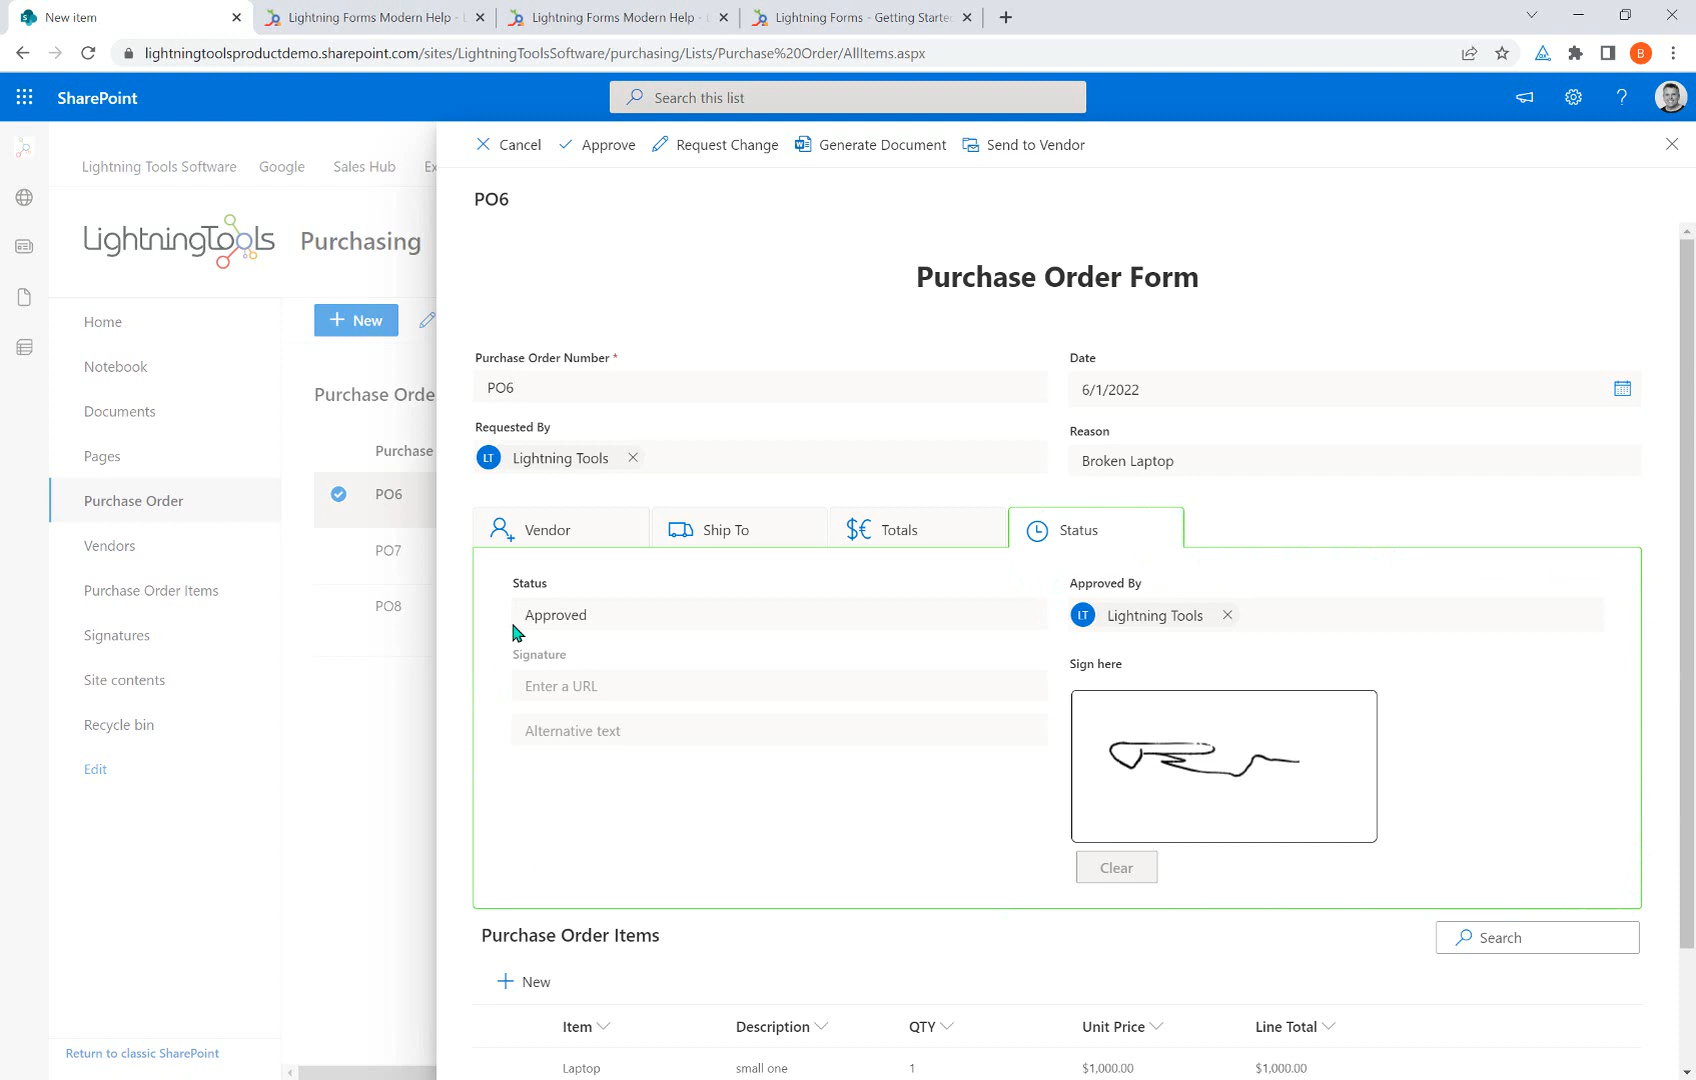 New item
Lightning Forms Modern Help - L
Lightning Forms Modern Help - L
Lightning Forms - Getting Starte
lightningtoolsproductdemo.sharepoint.com/sites/LightningToolsSoftware/purchasing/Lists/Purchase%20Order/AllItems.aspx
B
SharePoint
Search this list
?
Lightning Tools Software Google Sales Hub Ex
LightningTools
Purchasing
Home
Notebook
Documents
Pages
Purchase Order
Vendors
Purchase Order Items
Signatures
Site contents
Recycle bin
Edit
Return to classic SharePoint
New
Purchase Orde
Purchase
PO6
PO7
PO8
Cancel Approve Request Change Generate Document Send to Vendor
PO6
Purchase Order Form
Purchase Order Number *
PO6
Date
6/1/2022
Requested By
LT Lightning Tools
Reason
Broken Laptop
Vendor Ship To $€ Totals Status
Status
Approved
Approved By
LT Lightning Tools
Signature
Enter a URL
Alternative text
Sign here
Clear
Purchase Order Items
Search
New
Item Description QTY Unit Price Line Total
Laptop small one 1 $1,000.00 $1,000.00